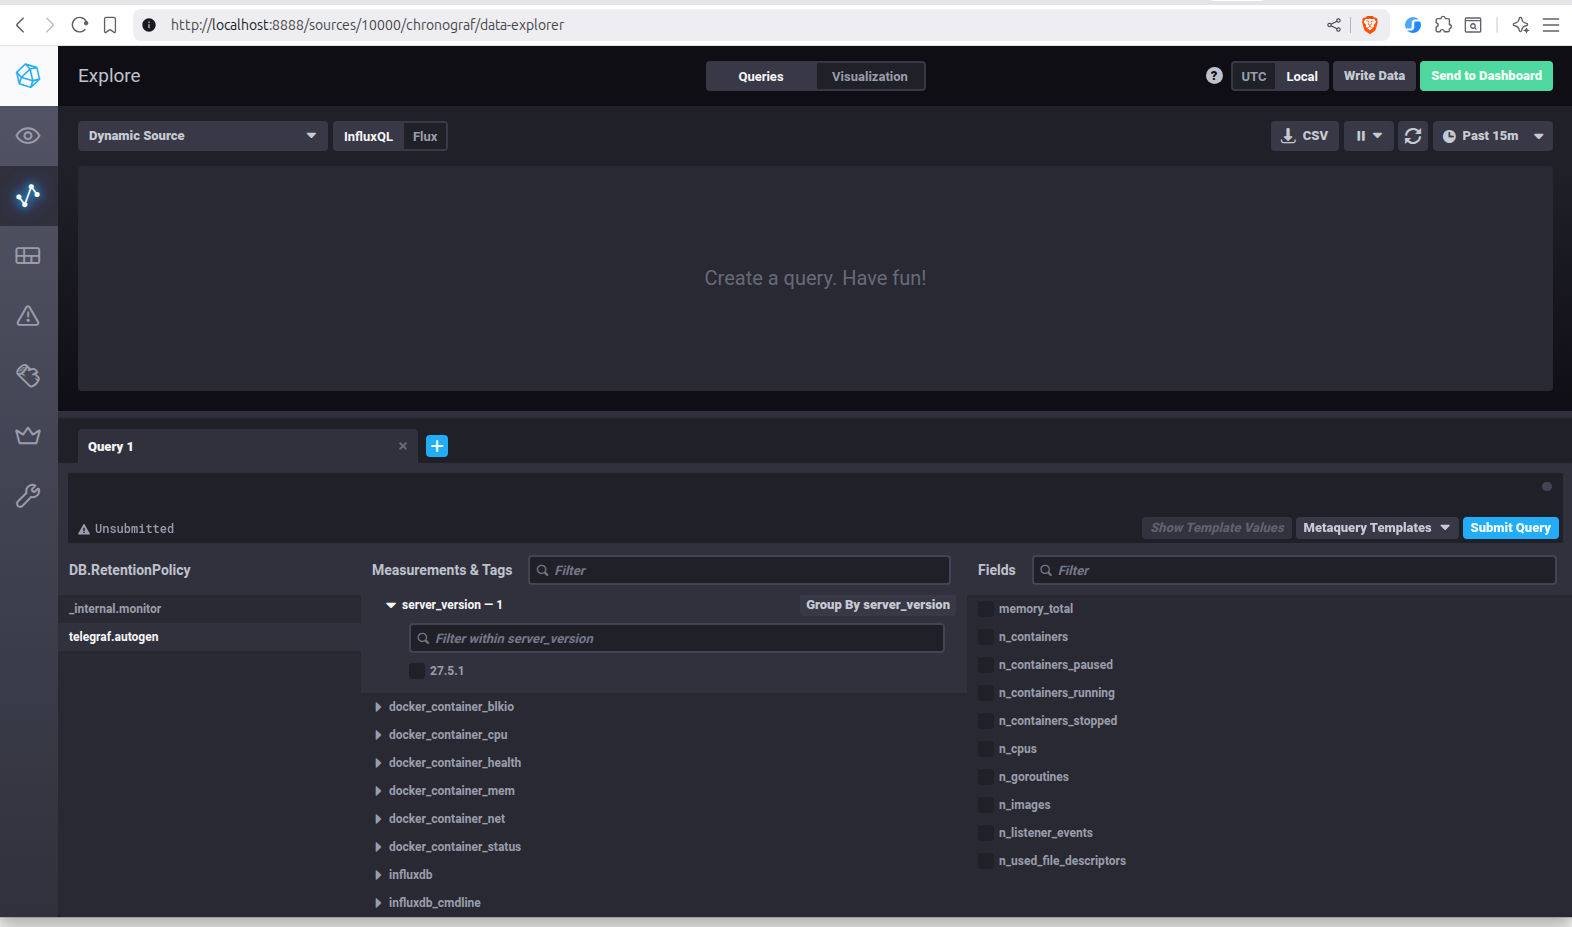 http://localhost:8888/sources/10000/chronograf/data-explorer
Explore
Queries
Visualization
?
UTC
Local
Write Data
Send to Dashboard
Dynamic Source
InfluxQL
Flux
CSV
Past 15m
Create a query. Have fun!
Query 1
Unsubmitted
Show Template Values
Metaquery Templates
Submit Query
DB.RetentionPolicy
_internal.monitor
telegraf.autogen
Measurements & Tags
Filter
server_version — 1
Group By server_version
Filter within server_version
27.5.1
docker_container_blkio
docker_container_cpu
docker_container_health
docker_container_mem
docker_container_net
docker_container_status
influxdb
influxdb_cmdline
Fields
Filter
memory_total
n_containers
n_containers_paused
n_containers_running
n_containers_stopped
n_cpus
n_goroutines
n_images
n_listener_events
n_used_file_descriptors